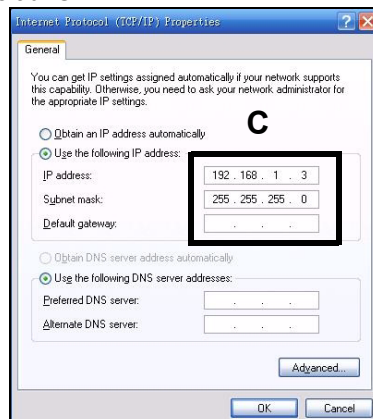 Internet Protocol (TCP/IP) Properties
General
You can get IP settings assigned automatically if your network supports
this capability. Otherwise, you need to ask your network administrator for
the appropriate IP settings.
C
Obtain an IP address automatically
Use the following IP address:
IP address: 192 . 168 . 1 . 3
Subnet mask: 255 . 255 . 255 . 0
Default gateway: . . .
Obtain DNS server address automatically
Use the following DNS server addresses:
Preferred DNS server: . . .
Alternate DNS server: . . .
Advanced...
OK Cancel